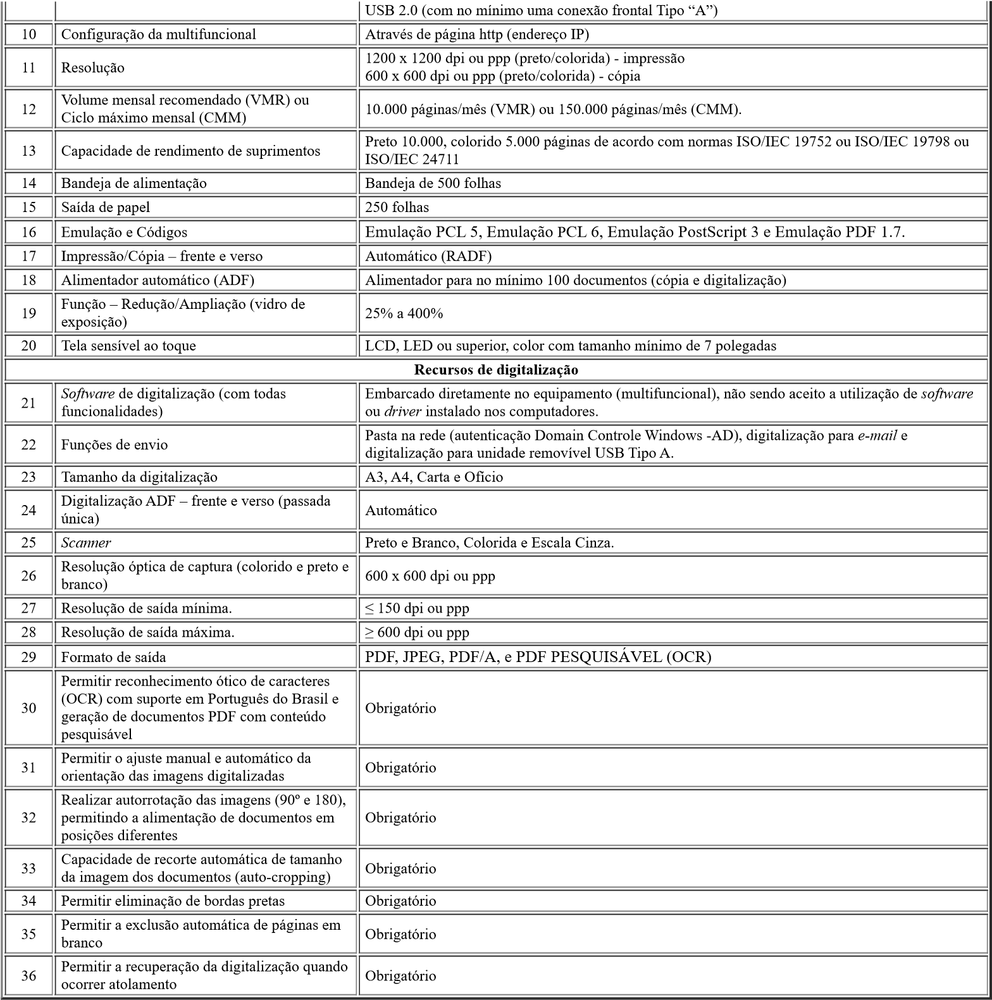 USB 2.0 (com no mínimo uma conexão frontal Tipo “A”)
10 Configuração da multifuncional Através de página http (endereço IP)
11 Resolução 1200 x 1200 dpi ou ppp (preto/colorida) - impressão
600 x 600 dpi ou ppp (preto/colorida) - cópia
12 Volume mensal recomendado (VMR) ou
Ciclo máximo mensal (CMM) 10.000 páginas/mês (VMR) ou 150.000 páginas/mês (CMM).
13 Capacidade de rendimento de suprimentos Preto 10.000, colorido 5.000 páginas de acordo com normas ISO/IEC 19752 ou ISO/IEC 19798 ou
ISO/IEC 24711
14 Bandeja de alimentação Bandeja de 500 folhas
15 Saída de papel 250 folhas
16 Emulação e Códigos Emulação PCL 5, Emulação PCL 6, Emulação PostScript 3 e Emulação PDF 1.7.
17 Impressão/Cópia – frente e verso Automático (RADF)
18 Alimentador automático (ADF) Alimentador para no mínimo 100 documentos (cópia e digitalização)
19 Função – Redução/Ampliação (vidro de
exposição) 25% a 400%
20 Tela sensível ao toque LCD, LED ou superior, color com tamanho mínimo de 7 polegadas
Recursos de digitalização
21 Software de digitalização (com todas
funcionalidades) Embarcado diretamente no equipamento (multifuncional), não sendo aceito a utilização de software
ou driver instalado nos computadores.
22 Funções de envio Pasta na rede (autenticação Domain Controle Windows -AD), digitalização para e-mail e
digitalização para unidade removível USB Tipo A.
23 Tamanho da digitalização A3, A4, Carta e Ofício
24 Digitalização ADF – frente e verso (passada
única) Automático
25 Scanner Preto e Branco, Colorida e Escala Cinza.
26 Resolução óptica de captura (colorido e preto e
branco) 600 x 600 dpi ou ppp
27 Resolução de saída mínima. ≤ 150 dpi ou ppp
28 Resolução de saída máxima. ≥ 600 dpi ou ppp
29 Formato de saída PDF, JPEG, PDF/A, e PDF PESQUISÁVEL (OCR)
30 Permitir reconhecimento ótico de caracteres
(OCR) com suporte em Português do Brasil e
geração de documentos PDF com conteúdo
pesquisável Obrigatório
31 Permitir o ajuste manual e automático da
orientação das imagens digitalizadas Obrigatório
32 Realizar autorrotação das imagens (90º e 180),
permitindo a alimentação de documentos em
posições diferentes Obrigatório
33 Capacidade de recorte automática de tamanho
da imagem dos documentos (auto-cropping) Obrigatório
34 Permitir eliminação de bordas pretas Obrigatório
35 Permitir a exclusão automática de páginas em
branco Obrigatório
36 Permitir a recuperação da digitalização quando
ocorrer atolamento Obrigatório